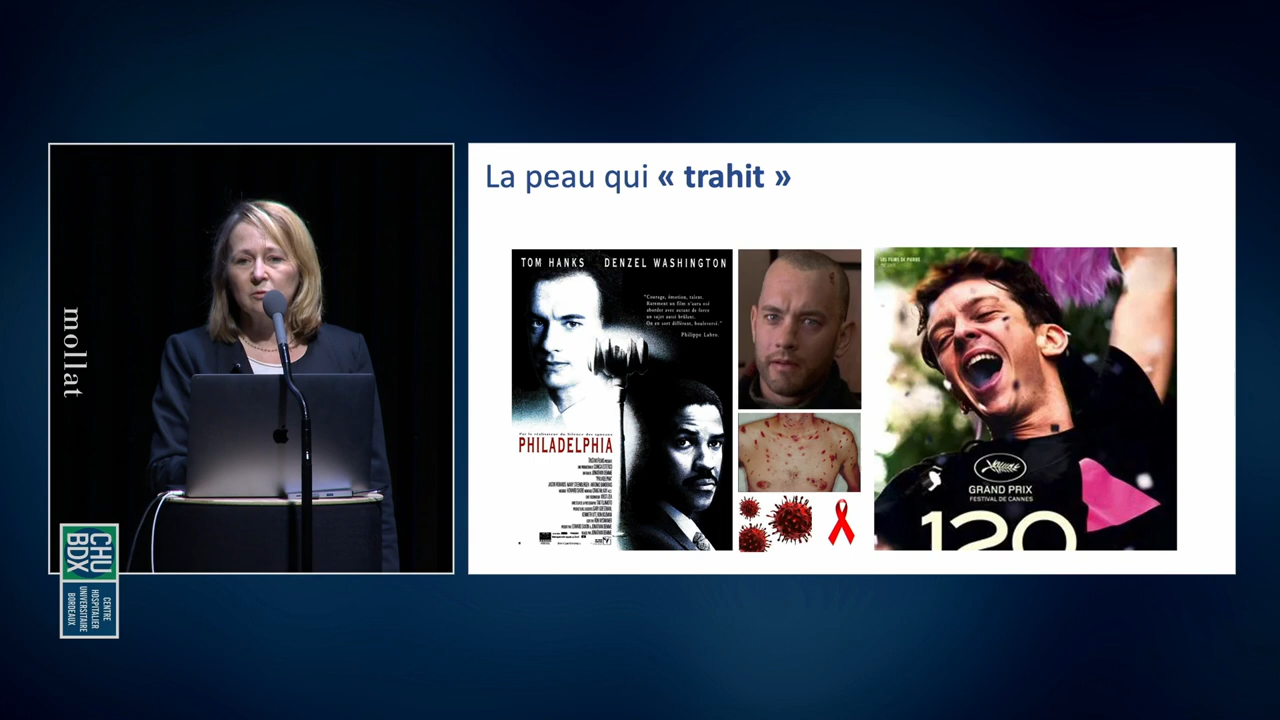 La peau qui « trahit »
TOM HANKS DENZEL WASHINGTON
"Courage, émotion, talent.
Rarement un film n'aura osé
aborder avec autant de force
un sujet aussi brûlant.
On en sort différent, bouleversé."
Philippe Labro.
PHILADELPHIA
GRAND PRIX
FESTIVAL DE CANNES
120
mollat
CHU
BDX
CENTRE
HOSPITALIER
UNIVERSITAIRE
BORDEAUX